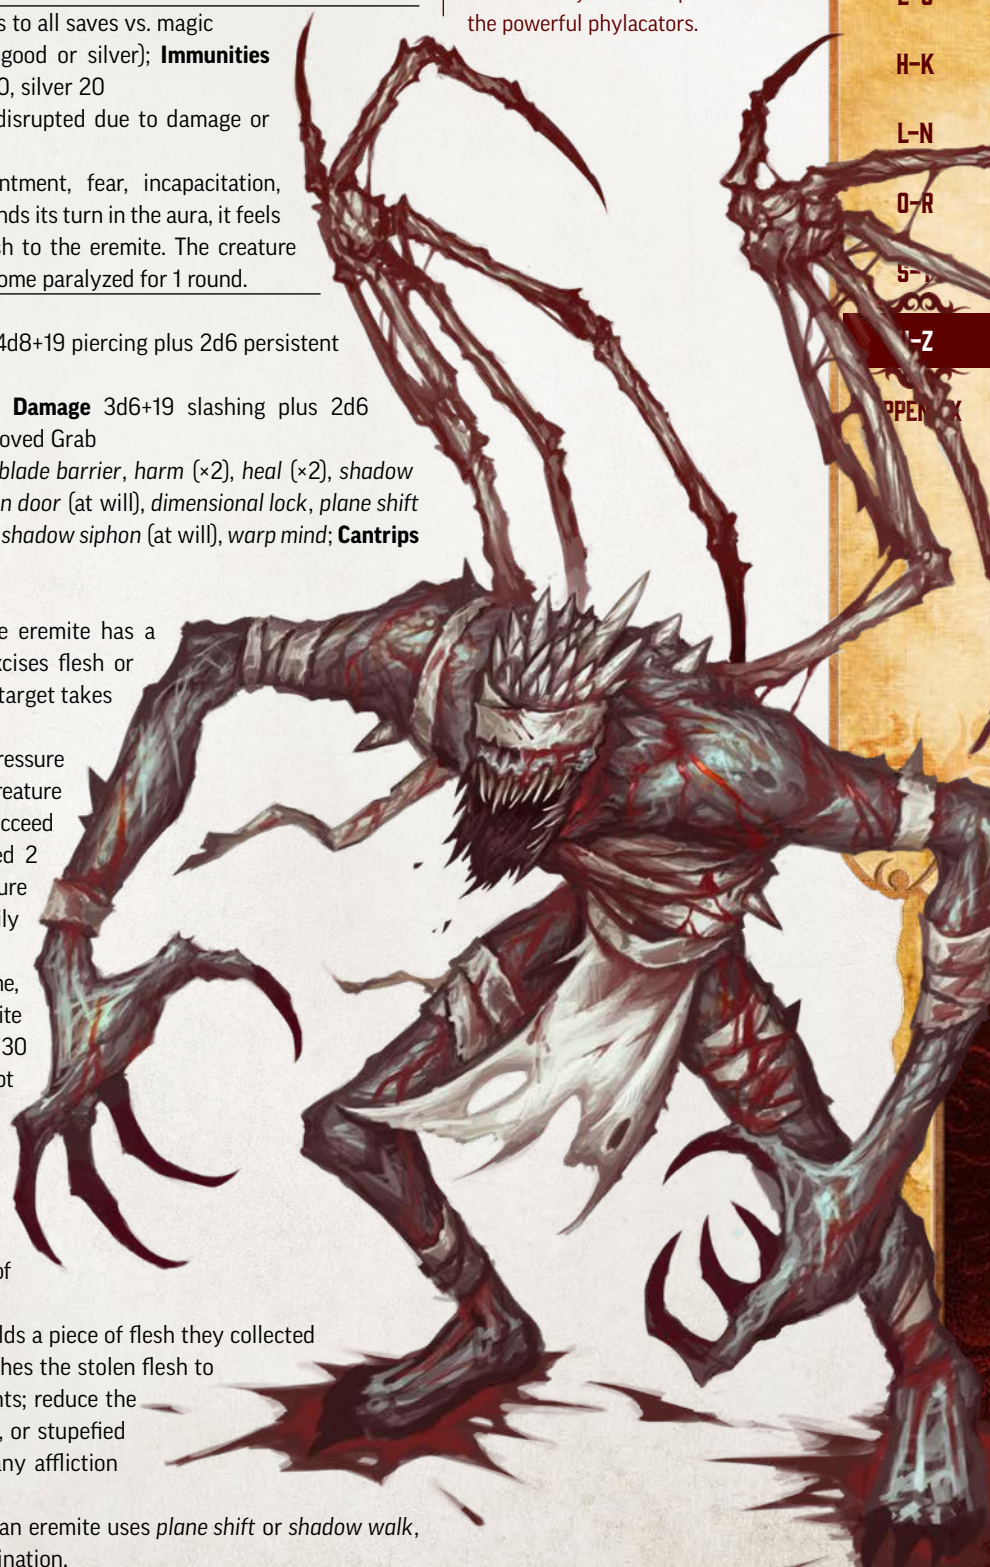 s to all saves vs. magic
good or silver); Immunities
0, silver 20
disrupted due to damage or
ntment, fear, incapacitation,
nds its turn in the aura, it feels
sh to the eremite. The creature
ome paralyzed for 1 round.
4d8+19 piercing plus 2d6 persistent
Damage 3d6+19 slashing plus 2d6
oved Grab
blade barrier, harm (×2), heal (×2), shadow
n door (at will), dimensional lock, plane shift
shadow siphon (at will), warp mind; Cantrips
e eremite has a
xcises flesh or
target takes
ressure
reature
cceed
ed 2
ure
ily
ne,
ite
30
pt
of
lds a piece of flesh they collected
ches the stolen flesh to
nts; reduce the
, or stupefied
any affliction
an eremite uses plane shift or shadow walk,
ination.
the powerful phylacators.
H–K
L–N
O–R
–Z